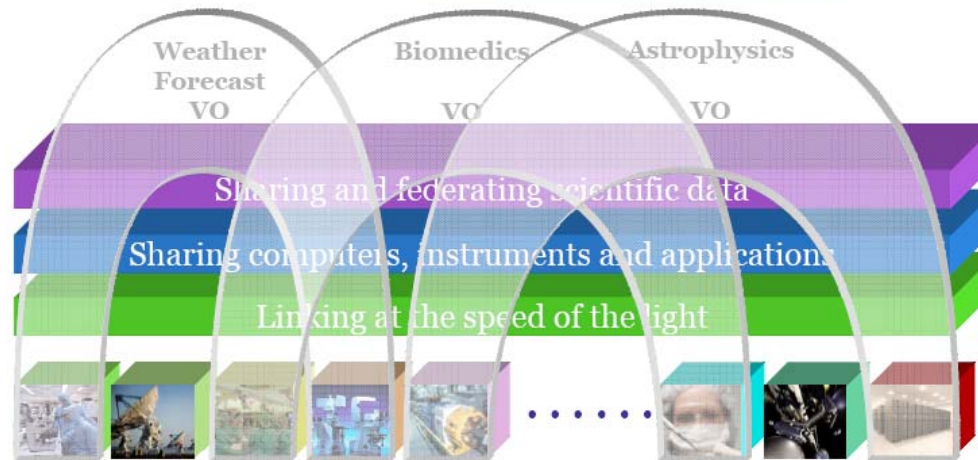 Weather
Forecast
VO
Biomedics
VO
Astrophysics
VO
Sharing and federating scientific data
Sharing computers, instruments and applications
Linking at the speed of the light